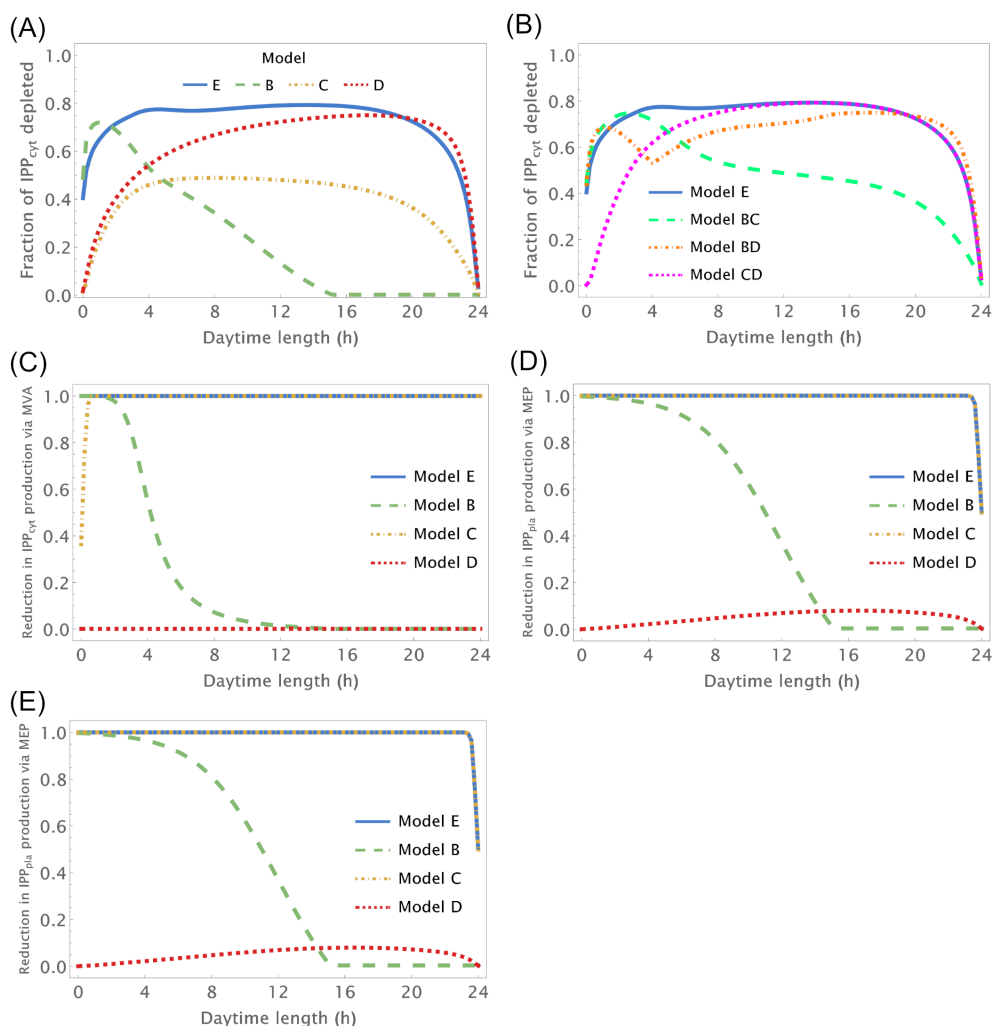 (A)
Fraction of IPPcyt depleted
1.0
0.8
0.6
0.4
0.2
0.0
Model
E B C D
0 4 8 12 16 20 24
Daytime length (h)
(B)
Fraction of IPPcyt depleted
1.0
0.8
0.6
0.4
0.2
0.0
Model E
Model BC
Model BD
Model CD
0 4 8 12 16 20 24
Daytime length (h)
(C)
Reduction in IPPcyt production via MVA
1.0
0.8
0.6
0.4
0.2
0.0
Model E
Model B
Model C
Model D
0 4 8 12 16 20 24
Daytime length (h)
(D)
Reduction in IPPpla production via MEP
1.0
0.8
0.6
0.4
0.2
0.0
Model E
Model B
Model C
Model D
0 4 8 12 16 20 24
Daytime length (h)
(E)
Reduction in IPPpla production via MEP
1.0
0.8
0.6
0.4
0.2
0.0
Model E
Model B
Model C
Model D
0 4 8 12 16 20 24
Daytime length (h)